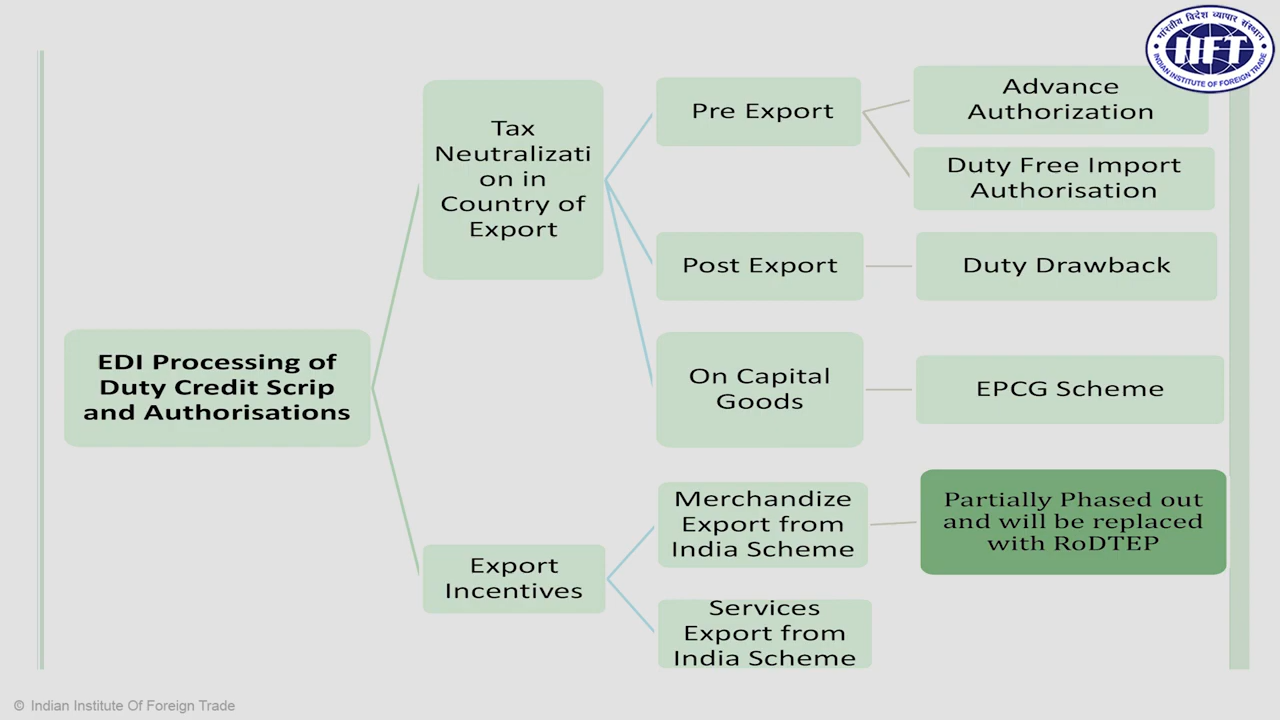 भारतीय विदेश व्यापार संस्थान
IIFT
INDIAN INSTITUTE OF FOREIGN TRADE
EDI Processing of
Duty Credit Scrip
and Authorisations
Tax
Neutralizati
on in
Country of
Export
Pre Export
Advance
Authorization
Duty Free Import
Authorisation
Post Export
Duty Drawback
On Capital
Goods
EPCG Scheme
Export
Incentives
Merchandize
Export from
India Scheme
Partially Phased out
and will be replaced
with RoDTEP
Services
Export from
India Scheme
© Indian Institute Of Foreign Trade